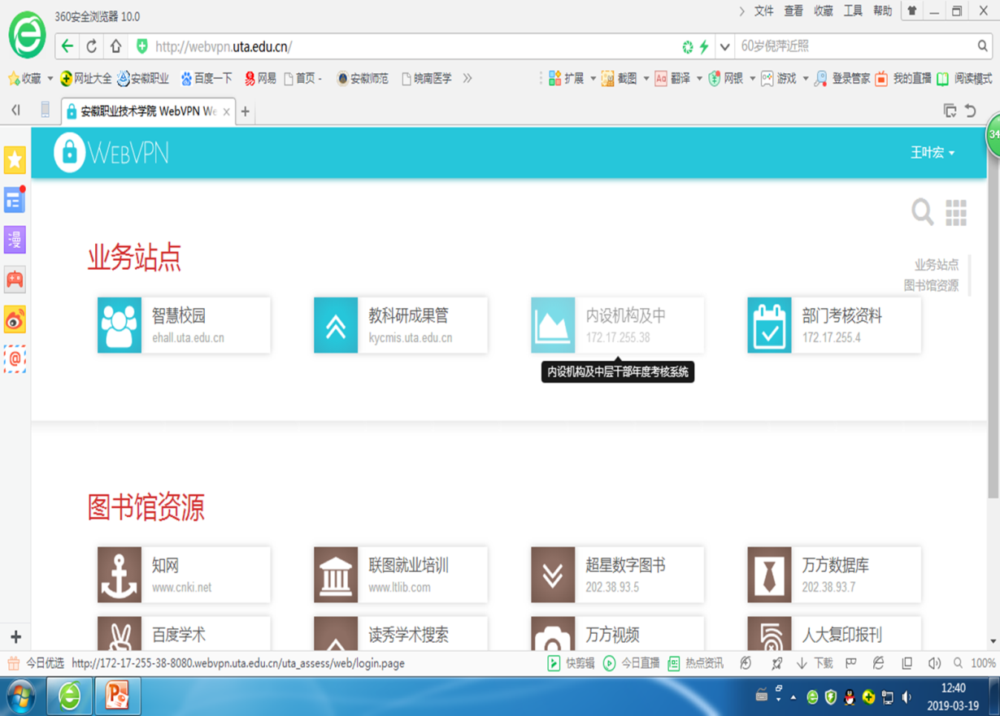 360安全浏览器 10.0
文件 查看 收藏 工具 帮助
http://webvpn.uta.edu.cn/
60岁倪萍近照
收藏 网址大全 安徽职业 百度一下 网易 首页 - 安徽师范 皖南医学
扩展 截图 翻译 网银 游戏 登录管家 我的直播 阅读模式
安徽职业技术学院 WebVPN We
34
WEBVPN
王叶宏
漫
业务站点
图书馆资源
业务站点
智慧校园
ehall.uta.edu.cn
教科研成果管
kycmis.uta.edu.cn
内设机构及中
172.17.255.38
部门考核资料
172.17.255.4
内设机构及中层干部年度考核系统
图书馆资源
知网
www.cnki.net
联图就业培训
www.ltlib.com
超星数字图书
202.38.93.5
万方数据库
202.38.93.7
百度学术
读秀学术搜索
万方视频
人大复印报刊
今日优选 http://172-17-255-38-8080.webvpn.uta.edu.cn/uta_assess/web/login.page
快剪辑 今日直播 热点资讯 下载 100%
12:40
2019-03-19